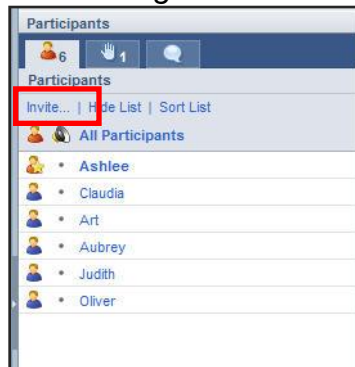 Participants
6 1
Participants
Invite... | Hide List | Sort List
All Participants
Ashlee
Claudia
Art
Aubrey
Judith
Oliver